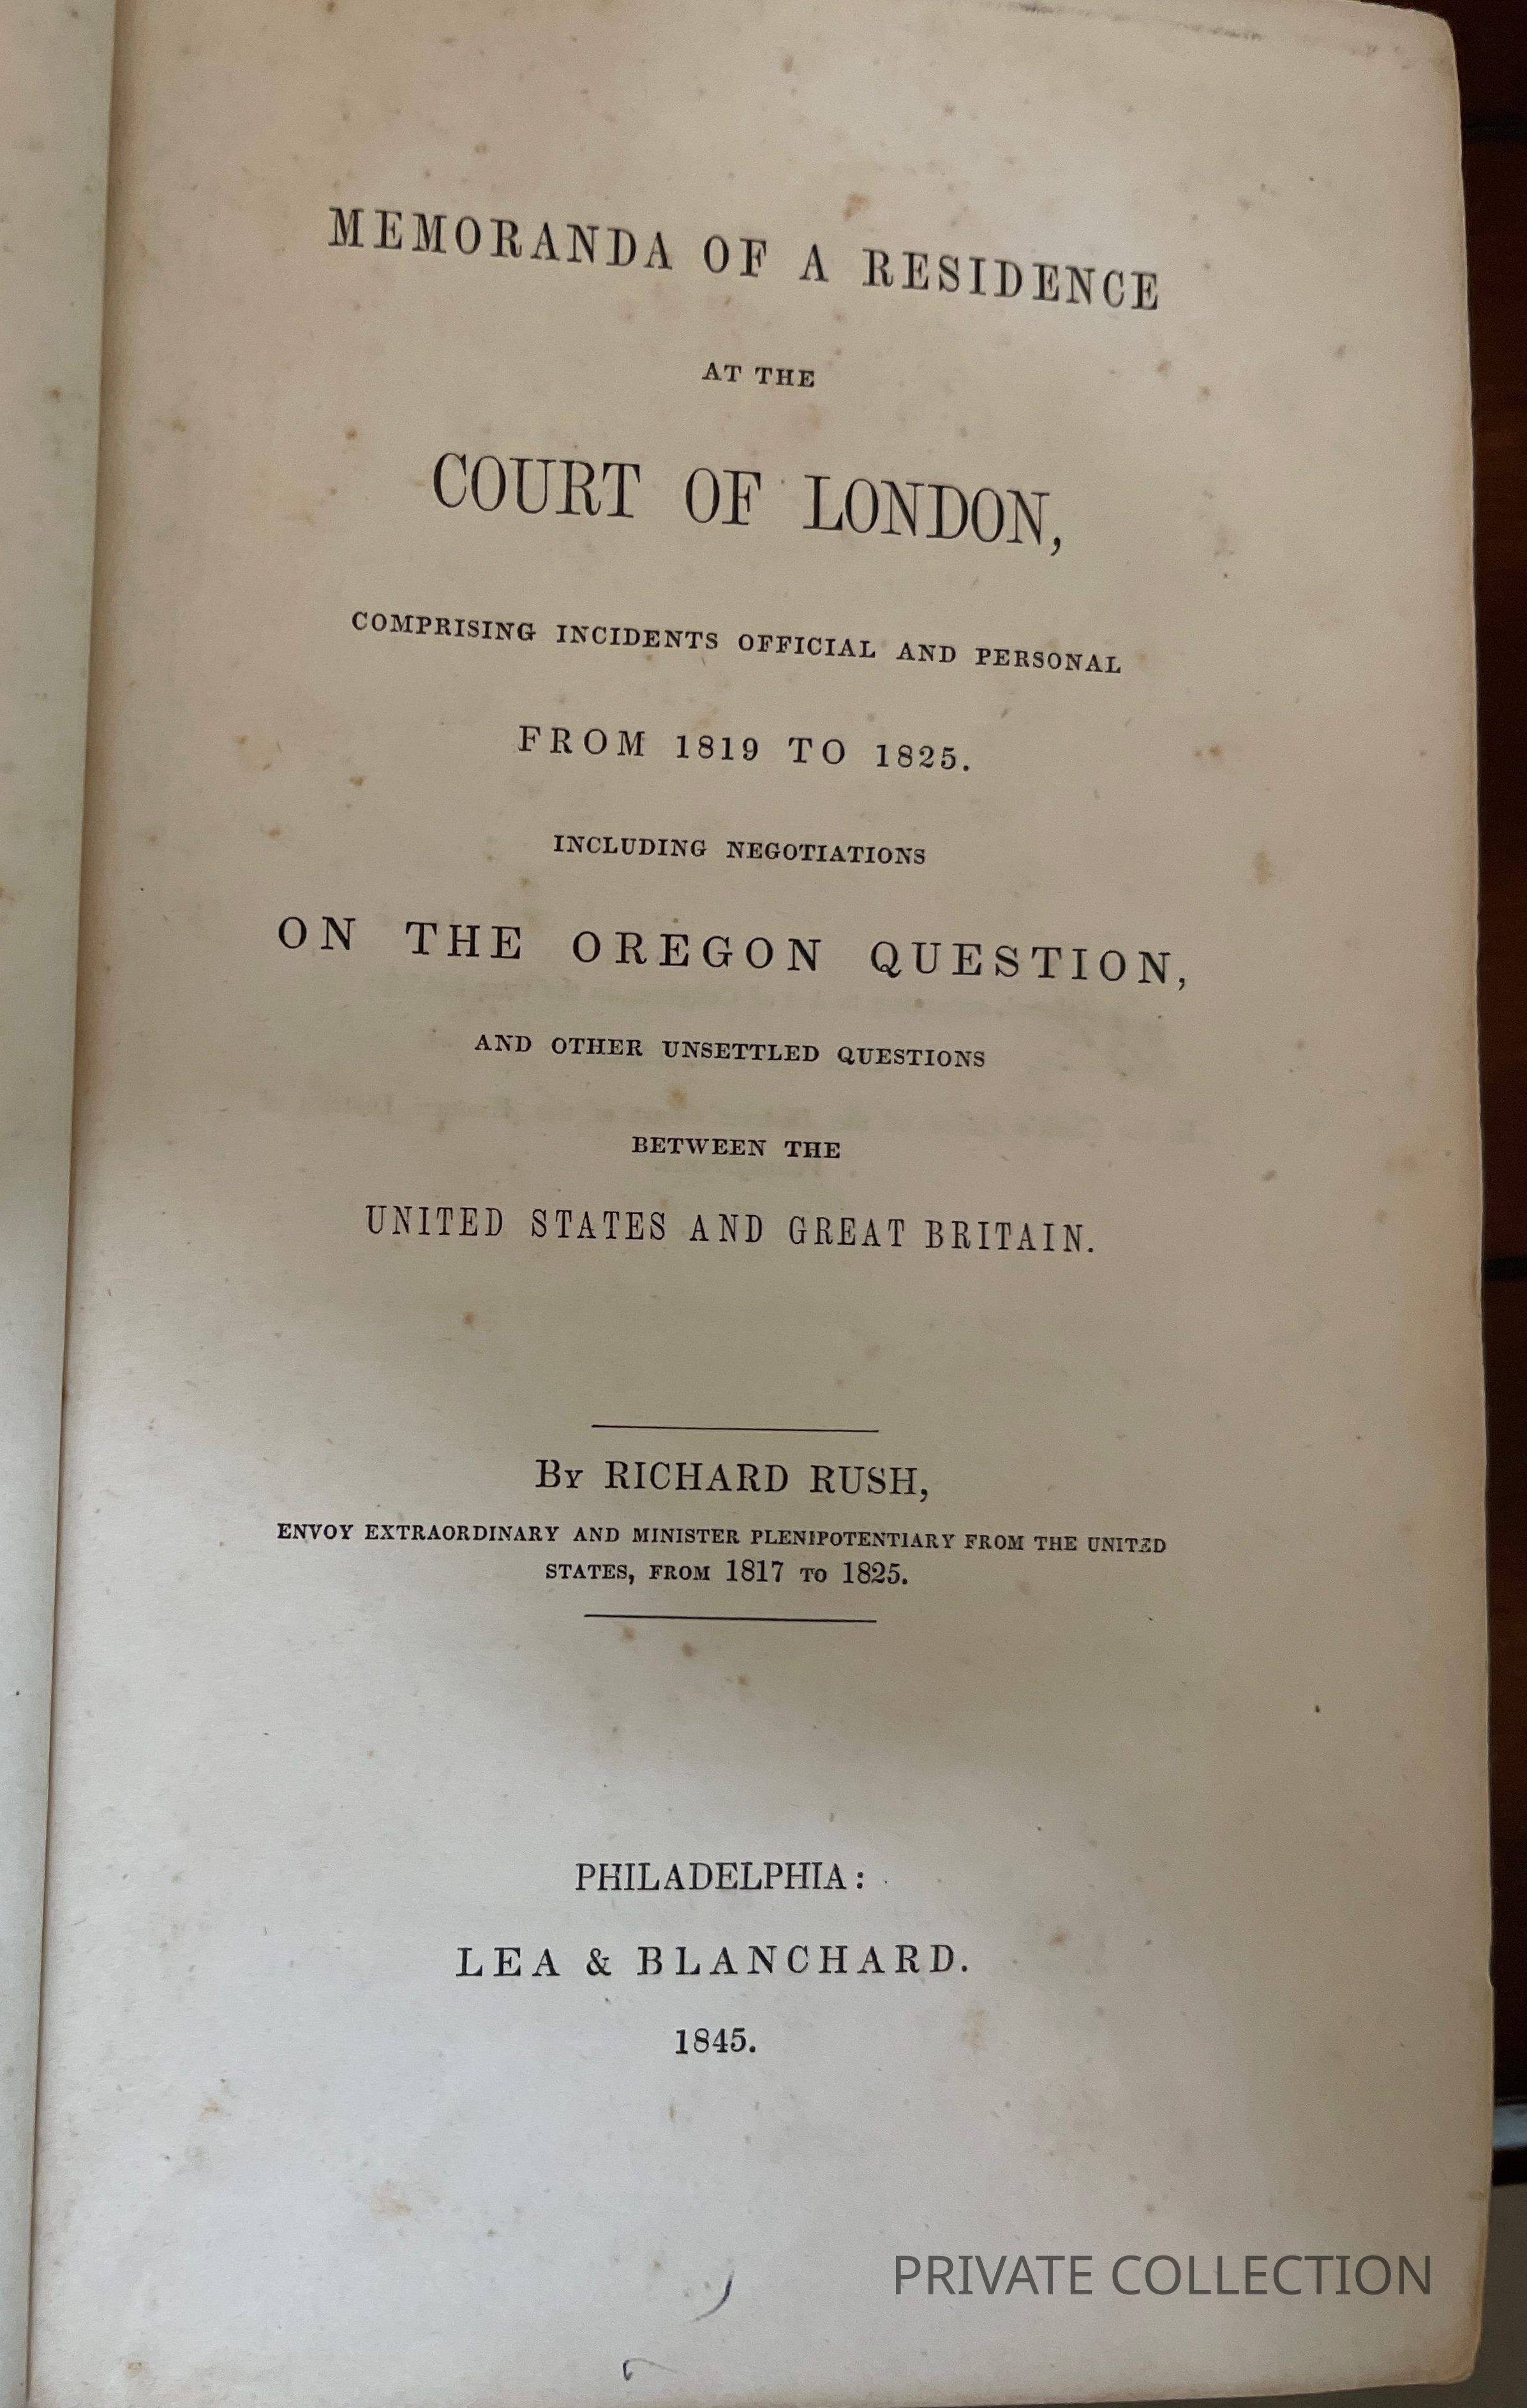 MEMORANDA OF A RESIDENCE
AT THE
COURT OF LONDON,
COMPRISING INCIDENTS OFFICIAL AND PERSONAL
FROM 1819 TO 1825.
INCLUDING NEGOTIATIONS
ON THE OREGON QUESTION,
AND OTHER UNSETTLED QUESTIONS
BETWEEN THE
UNITED STATES AND GREAT BRITAIN.
By RICHARD RUSH,
ENVOY EXTRAORDINARY AND MINISTER PLENIPOTENTIARY FROM THE UNITED
STATES, FROM 1817 TO 1825.
PHILADELPHIA:
LEA & BLANCHARD.
1845.
PRIVATE COLLECTION